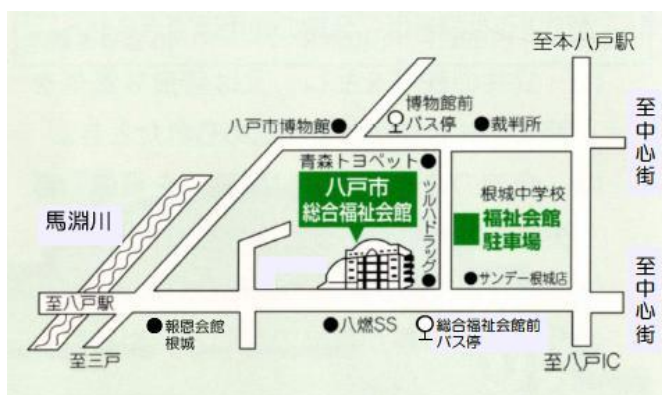 至本八戸駅
博物館前
バス停
八戸市博物館
裁判所
至中心街
青森トヨペット
八戸市
総合福祉会館
ツルハドラッグ
根城中学校
福祉会館
駐車場
馬淵川
サンデー根城店
至中心街
至八戸駅
報恩会館
根城
八燃SS
総合福祉会館前
バス停
至三戸
至八戸IC